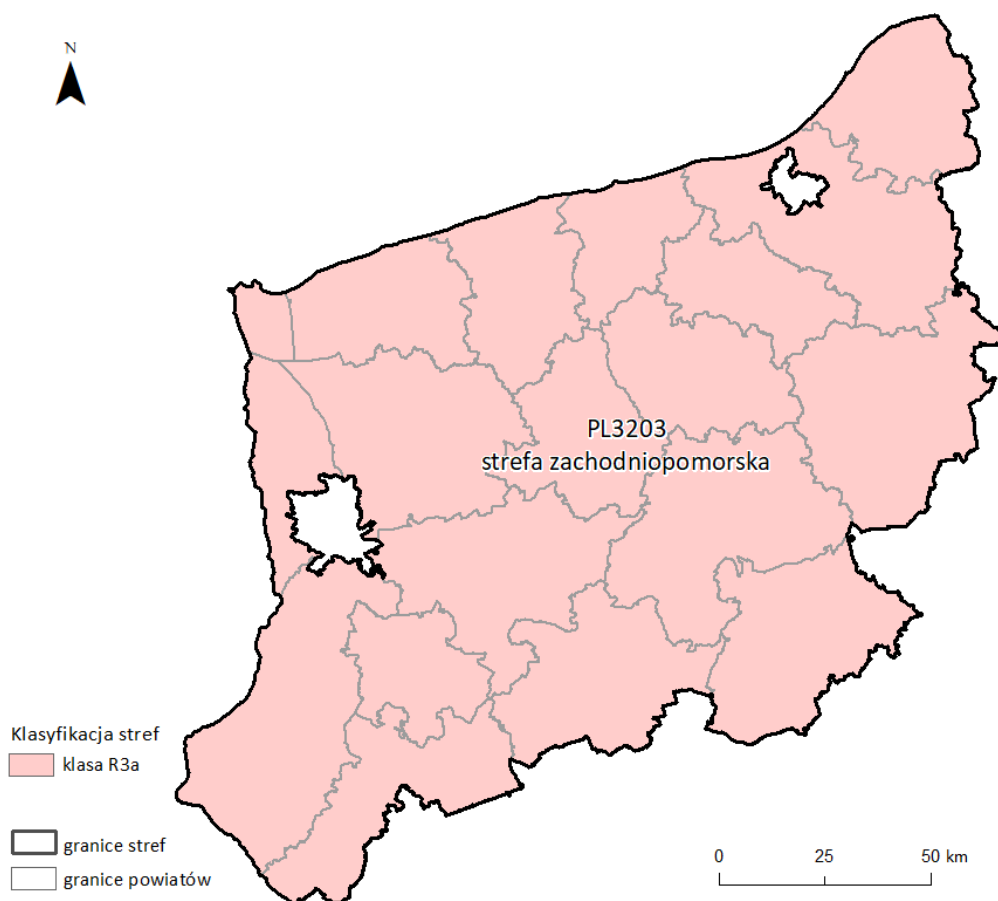 N
PL3203
strefa zachodniopomorska
Klasyfikacja stref
klasa R3a
granice stref
granice powiatów
0 25 50 km